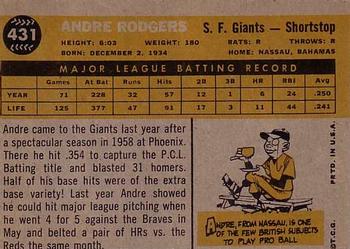 431
ANDRE RODGERS S. F. Giants — Shortstop
HEIGHT: 6:03 WEIGHT: 180 BATS: R THROWS: R
BORN: DECEMBER 2, 1934 HOME: NASSAU, BAHAMAS
MAJOR LEAGUE BATTING RECORD
Games At Bat Runs Hits 2B 3B H.R. R.B.I. Avg.
YEAR 71 228 32 57 12 1 6 24 .250
LIFE 125 377 47 91 19 3 11 41 .241
Andre came to the Giants last year after
a spectacular season in 1958 at Phoenix.
There he hit .354 to capture the P.C.L.
Batting title and blasted 31 homers.
Half of his base hits were of the extra
base variety! Last year Andre showed
he could hit major league pitching when
he went 4 for 5 against the Braves in
May and belted a pair of HRs vs. the
Reds the same month.
ANDRE, FROM NASSAU, IS ONE
OF THE FEW BRITISH SUBJECTS
TO PLAY PRO BALL
©T.C.G. PRTD. IN U.S.A.